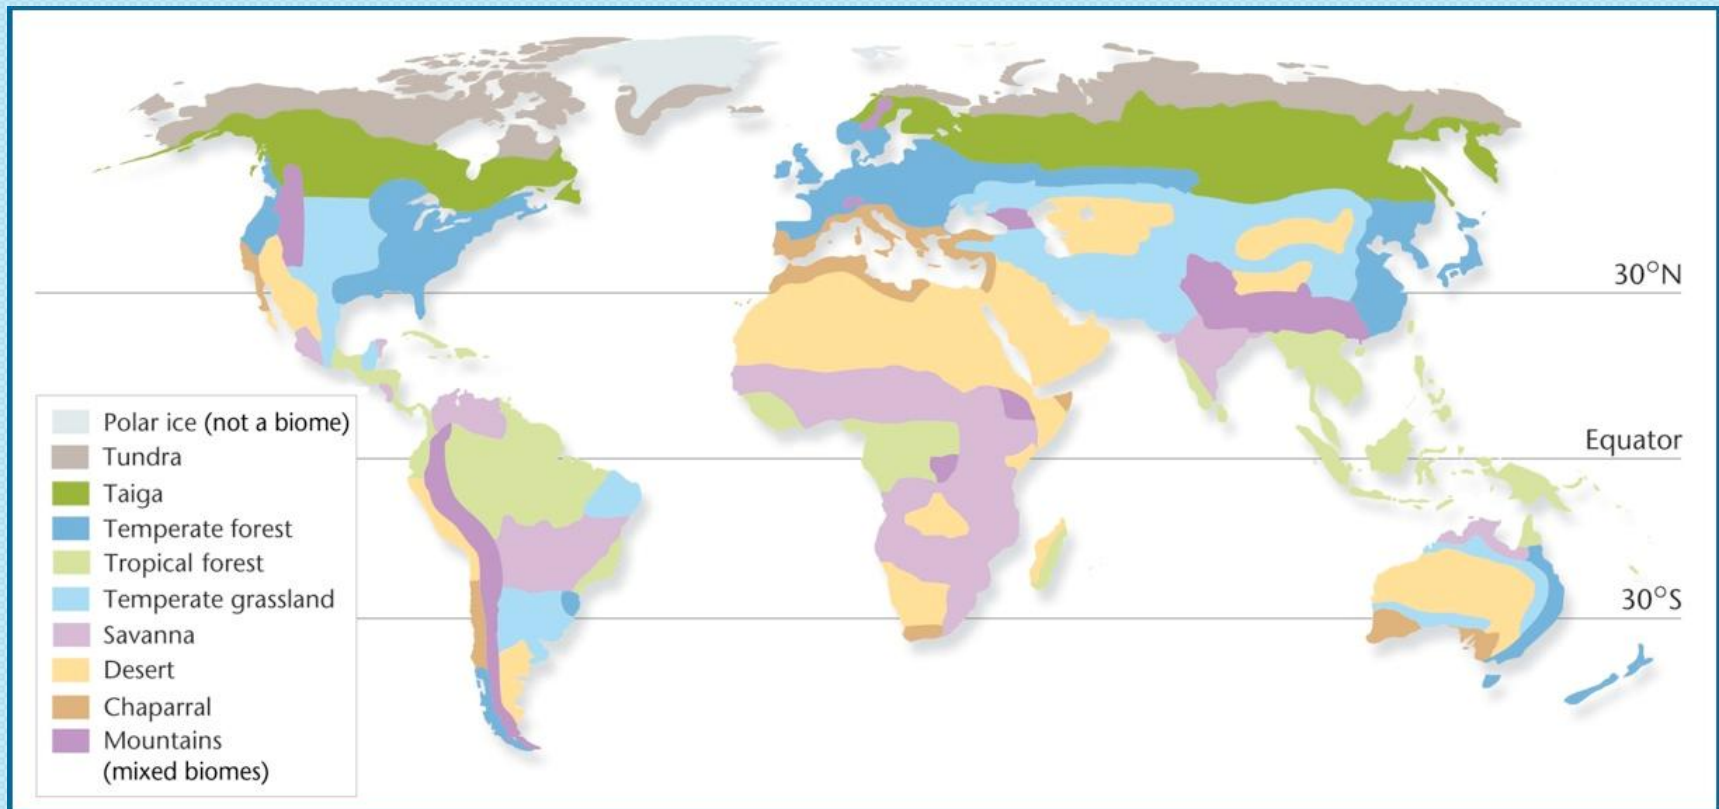 30°N
Equator
30°S
Polar ice (not a biome)
Tundra
Taiga
Temperate forest
Tropical forest
Temperate grassland
Savanna
Desert
Chaparral
Mountains
(mixed biomes)